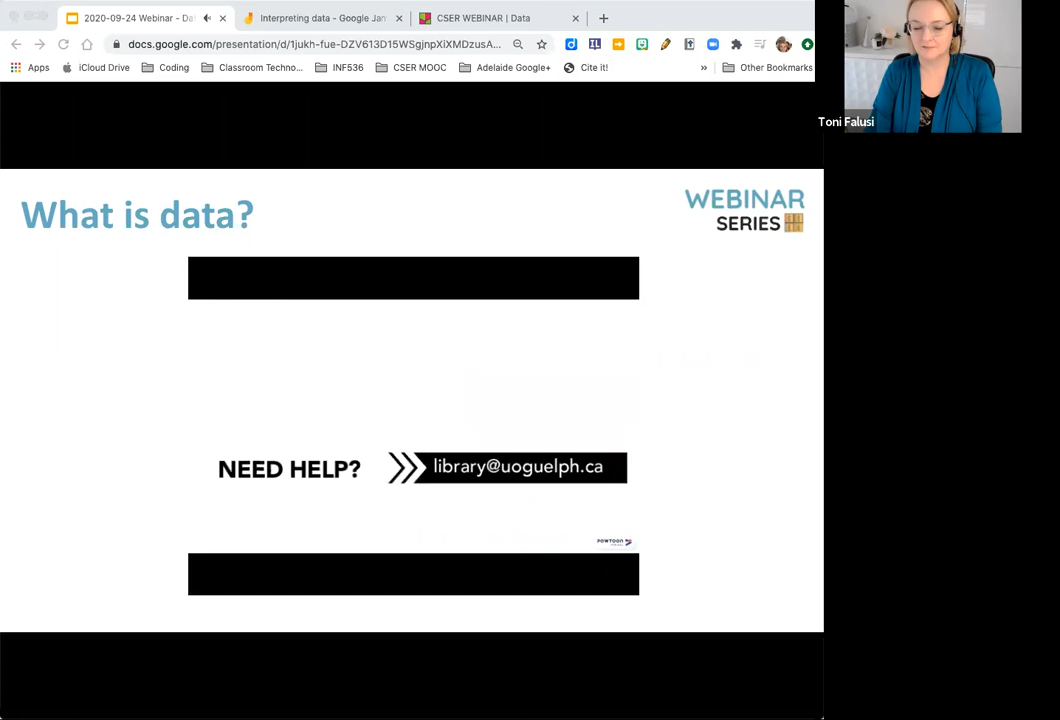 2020-09-24 Webinar - Da
Interpreting data - Google Jam
CSER WEBINAR | Data
docs.google.com/presentation/d/1jukh-fue-DZV613D15WSgjnpXiXMDzusA...
Apps
iCloud Drive
Coding
Classroom Techno...
INF536
CSER MOOC
Adelaide Google+
Cite it!
»
Other Bookmarks
Toni Falusi
What is data?
WEBINAR
SERIES
NEED HELP?
library@uoguelph.ca
POWTOON